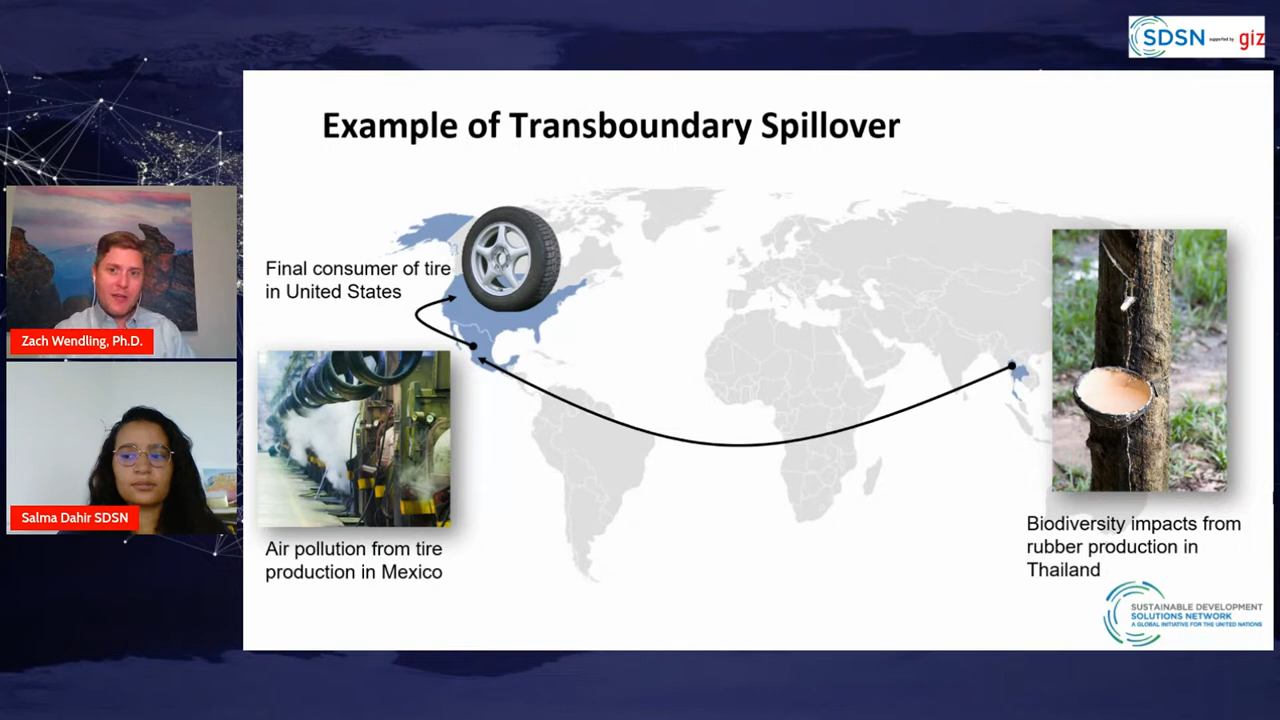 SDSN supported by giz
Example of Transboundary Spillover
Final consumer of tire
in United States
Zach Wendling, Ph.D.
Salma Dahir SDSN
Air pollution from tire
production in Mexico
Biodiversity impacts from
rubber production in
Thailand
SUSTAINABLE DEVELOPMENT
SOLUTIONS NETWORK
A GLOBAL INITIATIVE FOR THE UNITED NATIONS